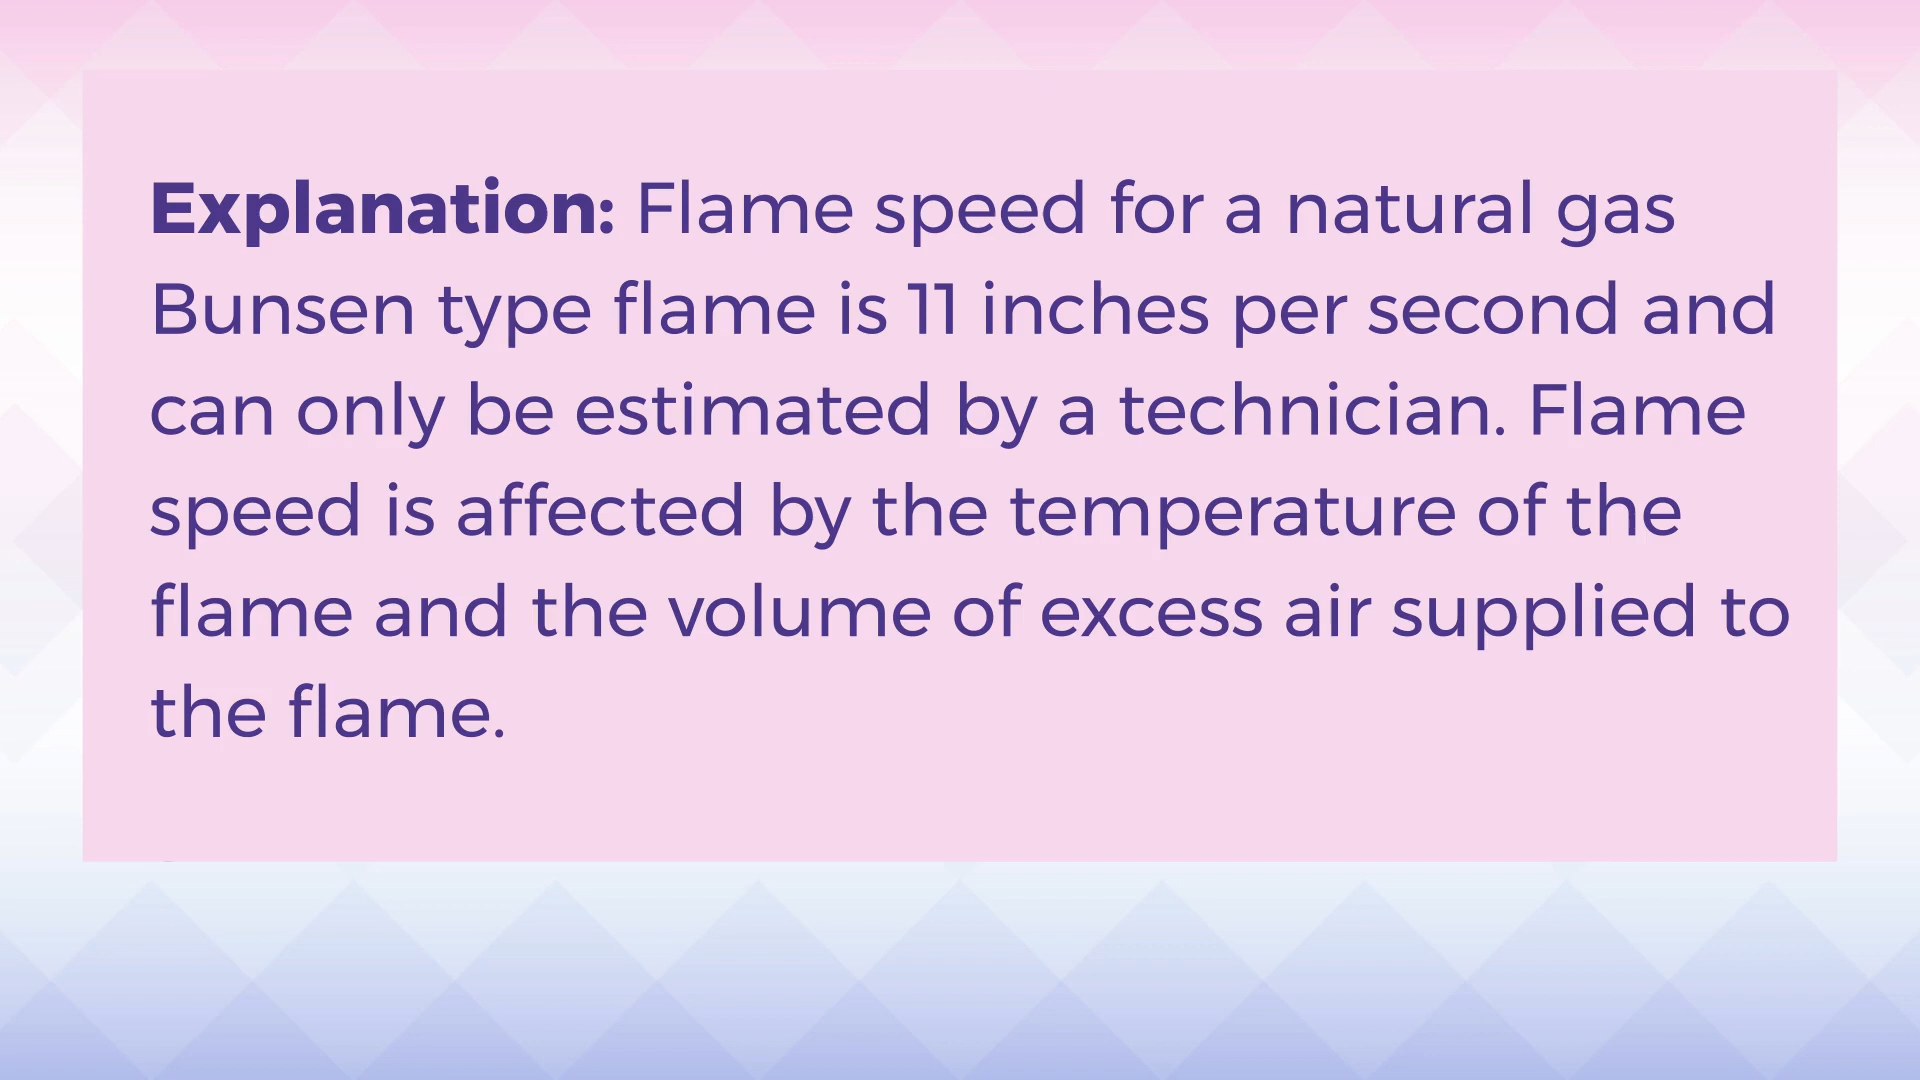 Explanation: Flame speed for a natural gas
Bunsen type flame is 11 inches per second and
can only be estimated by a technician. Flame
speed is affected by the temperature of the
flame and the volume of excess air supplied to
the flame.